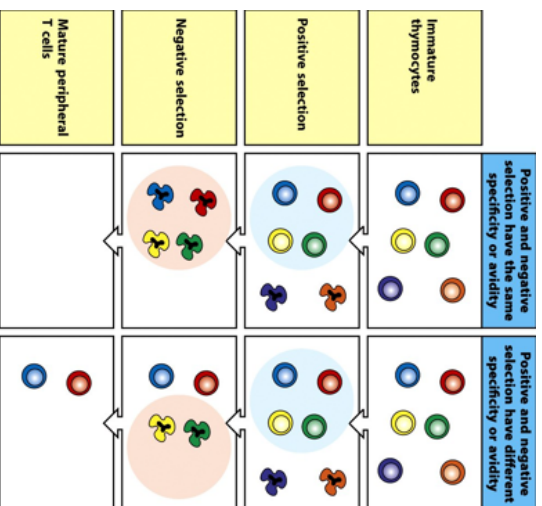 Positive and negative
selection have the same
specificity or avidity
Positive and negative
selection have different
specificity or avidity
Immature
thymocytes
Positive selection
Negative selection
Mature peripheral
T cells